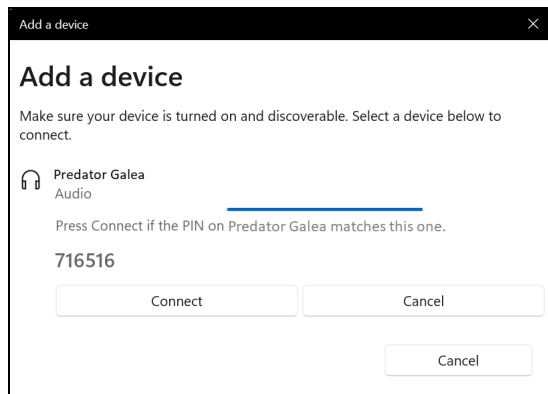 Add a device
Add a device
Make sure your device is turned on and discoverable. Select a device below to
connect.
Predator Galea
Audio
Press Connect if the PIN on Predator Galea matches this one.
716516
Connect
Cancel
Cancel